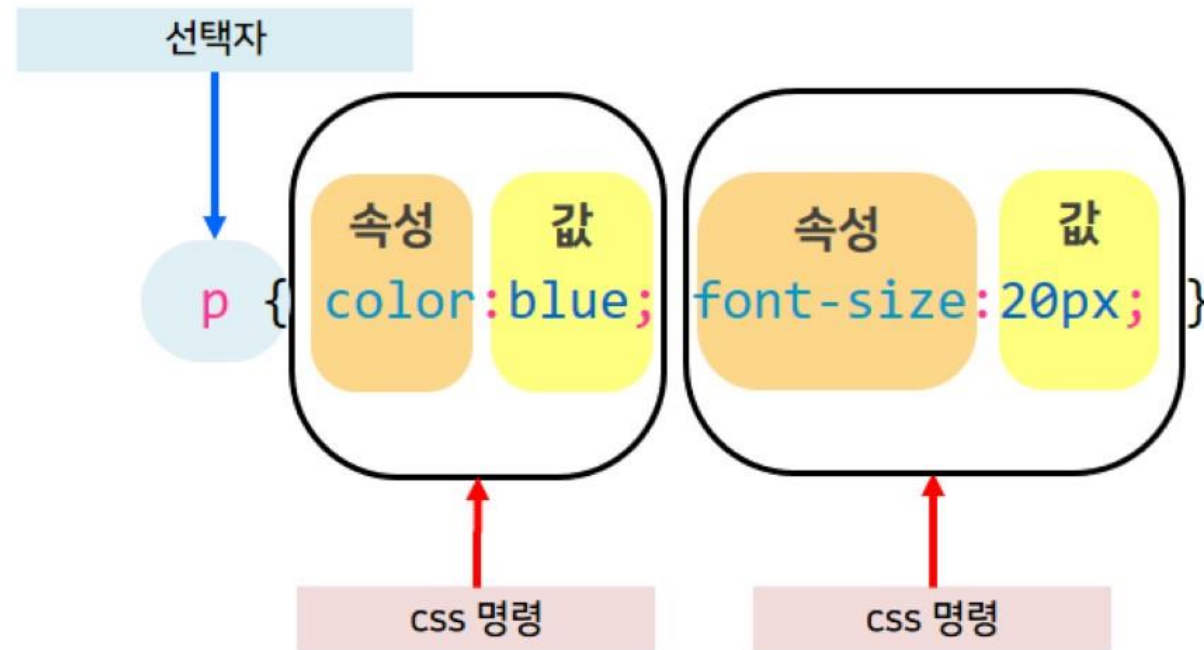 선택자
속성 값 속성 값
p { color:blue; font-size:20px; }
css 명령 css 명령